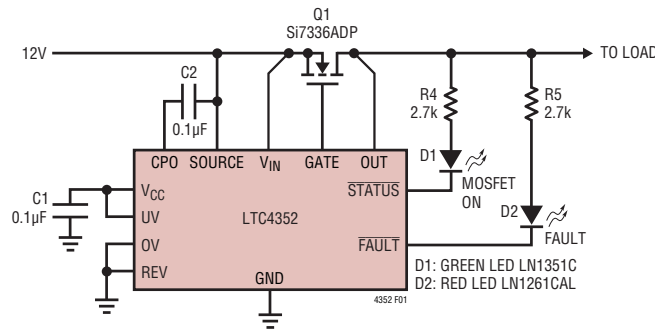 Q1
Si7336ADP
12V
TO LOAD
C2
0.1µF
R4
2.7k
R5
2.7k
CPO SOURCE VIN GATE OUT
D1
MOSFET
ON
STATUS
C1
0.1µF
VCC
UV
LTC4352
D2
FAULT
OV
FAULT
REV
GND
D1: GREEN LED LN1351C
D2: RED LED LN1261CAL
4352 F01